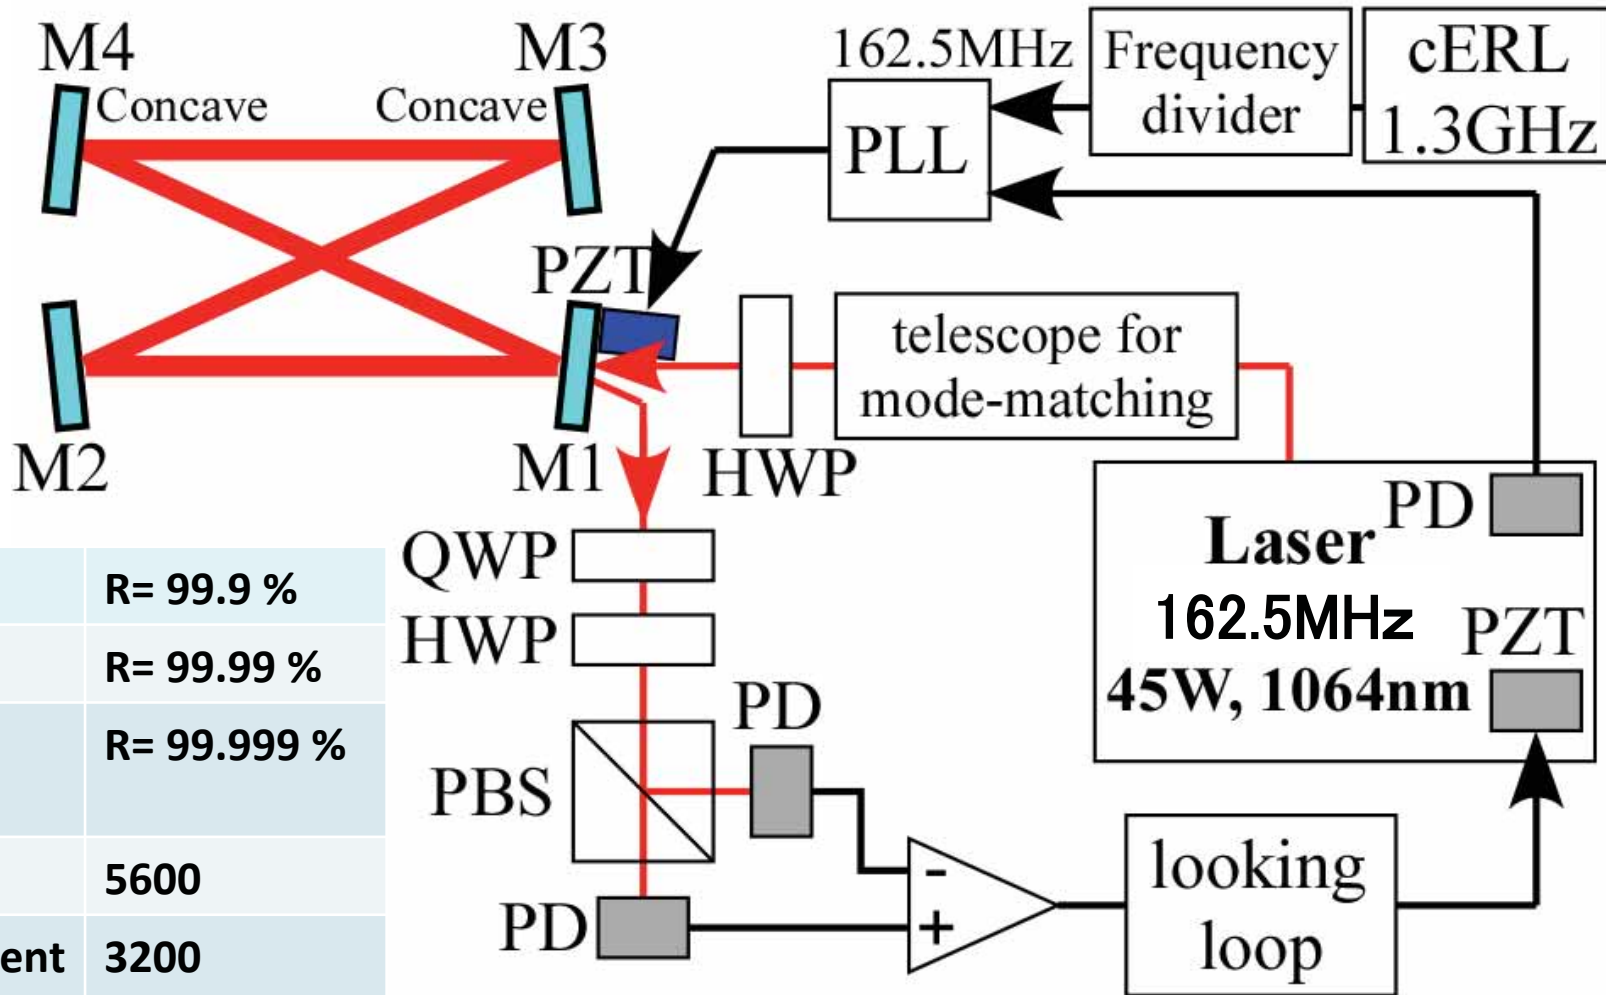 M4
M3
Concave
Concave
162.5MHz
Frequency
divider
cERL
1.3GHz
PLL
PZT
telescope for
mode-matching
M2
M1
HWP
PD
Laser
162.5MHz
PZT
45W, 1064nm
QWP
HWP
PD
PBS
PD
-
+
looking
loop
R= 99.9 %
R= 99.99 %
R= 99.999 %
5600
ent 3200